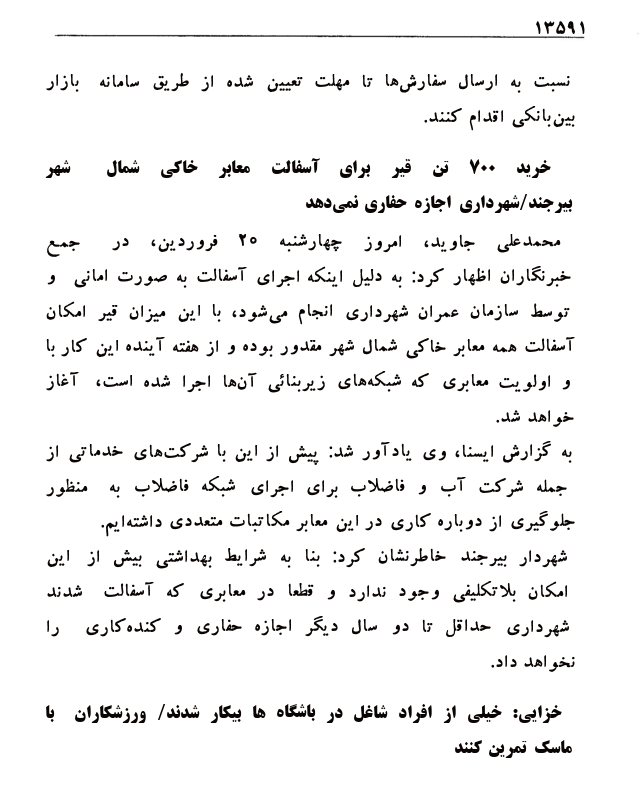 ۱۳۵۹۱
نسبت به ارسال سفارش‌ها تا مهلت تعیین شده از طریق سامانه بازار
بین‌بانکی اقدام کنند.
خرید ۷۰۰ تن قیر برای آسفالت معابر خاکی شمال شهر
بیرجند/شهرداری اجازه حفاری نمی‌دهد
محمدعلی جاوید، امروز چهارشنبه ۲۰ فروردین، در جمع
خبرنگاران اظهار کرد: به دلیل اینکه اجرای آسفالت به صورت امانی و
توسط سازمان عمران شهرداری انجام می‌شود، با این میزان قیر امکان
آسفالت همه معابر خاکی شمال شهر مقدور بوده و از هفته آینده این کار با
و اولویت معابری که شبکه‌های زیربنائی آن‌ها اجرا شده است، آغاز
خواهد شد.
به گزارش ایسنا، وی یادآور شد: پیش از این با شرکت‌های خدماتی از
جمله شرکت آب و فاضلاب برای اجرای شبکه فاضلاب به منظور
جلوگیری از دوباره کاری در این معابر مکاتبات متعددی داشته‌ایم.
شهردار بیرجند خاطرنشان کرد: بنا به شرایط بهداشتی بیش از این
امکان بلاتکلیفی وجود ندارد و قطعا در معابری که آسفالت شدند
شهرداری حداقل تا دو سال دیگر اجازه حفاری و کنده‌کاری را
نخواهد داد.
خزایی: خیلی از افراد شاغل در باشگاه ها بیکار شدند/ ورزشکاران با
ماسک تمرین کنند